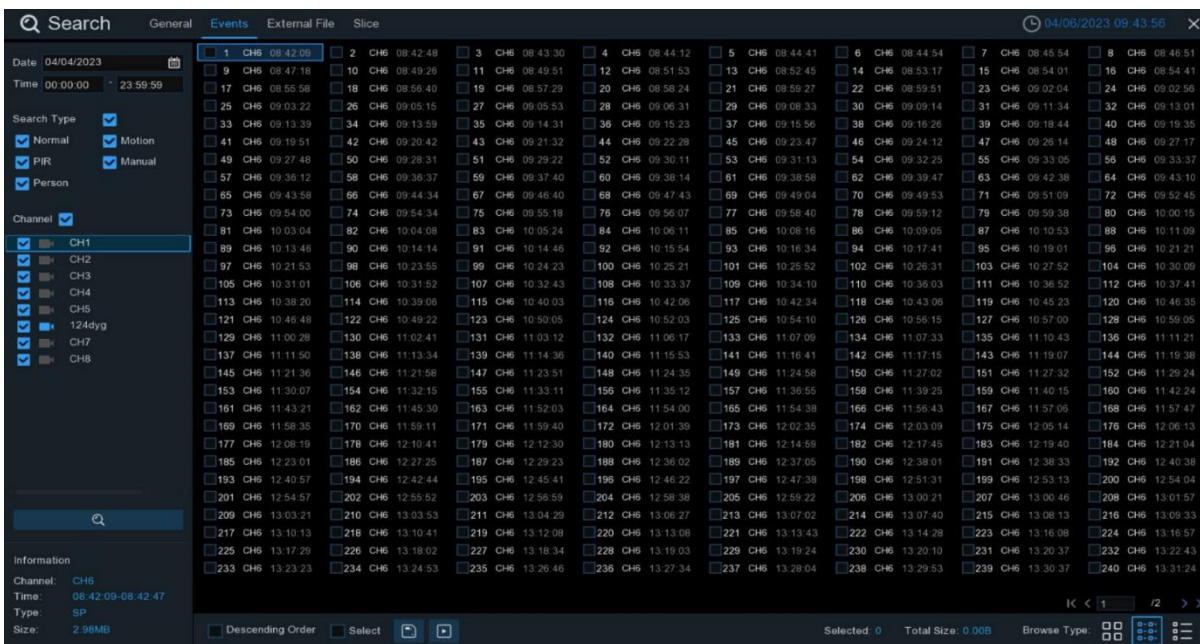 Search General Events External File Slice 04/06/2023 09:43:56
Date 04/04/2023
Time 00:00:00 - 23:59:59
Search Type
Normal Motion
PIR Manual
Person
Channel
CH1
CH2
CH3
CH4
CH5
124dyg
CH7
CH8
Information
Channel: CH6
Time: 08:42:09-08:42:47
Type: SP
Size: 2.98MB
1 CH6 08:42:09 2 CH6 08:42:48 3 CH6 08:43:30 4 CH6 08:44:12 5 CH6 08:44:41 6 CH6 08:44:54 7 CH6 08:45:54 8 CH6 08:46:51
9 CH6 08:47:18 10 CH6 08:49:26 11 CH6 08:49:51 12 CH6 08:51:53 13 CH6 08:52:45 14 CH6 08:53:17 15 CH6 08:54:01 16 CH6 08:54:41
17 CH6 08:55:58 18 CH6 08:56:40 19 CH6 08:57:29 20 CH6 08:58:24 21 CH6 08:59:27 22 CH6 08:59:51 23 CH6 09:02:04 24 CH6 09:02:56
25 CH6 09:03:22 26 CH6 09:05:15 27 CH6 09:05:53 28 CH6 09:06:31 29 CH6 09:08:33 30 CH6 09:09:14 31 CH6 09:11:34 32 CH6 09:13:01
33 CH6 09:13:39 34 CH6 09:13:59 35 CH6 09:14:31 36 CH6 09:15:23 37 CH6 09:15:56 38 CH6 09:16:26 39 CH6 09:18:44 40 CH6 09:19:35
41 CH6 09:19:51 42 CH6 09:20:42 43 CH6 09:21:32 44 CH6 09:22:28 45 CH6 09:23:47 46 CH6 09:24:12 47 CH6 09:26:14 48 CH6 09:27:17
49 CH6 09:27:48 50 CH6 09:28:31 51 CH6 09:29:22 52 CH6 09:30:11 53 CH6 09:31:13 54 CH6 09:32:25 55 CH6 09:33:05 56 CH6 09:33:37
57 CH6 09:36:12 58 CH6 09:36:37 59 CH6 09:37:40 60 CH6 09:38:14 61 CH6 09:38:58 62 CH6 09:39:47 63 CH6 09:42:38 64 CH6 09:43:10
65 CH6 09:43:58 66 CH6 09:44:34 67 CH6 09:46:40 68 CH6 09:47:43 69 CH6 09:49:04 70 CH6 09:49:53 71 CH6 09:51:09 72 CH6 09:52:45
73 CH6 09:54:00 74 CH6 09:54:34 75 CH6 09:55:18 76 CH6 09:56:07 77 CH6 09:58:40 78 CH6 09:59:12 79 CH6 09:59:38 80 CH6 10:00:15
81 CH6 10:03:04 82 CH6 10:04:08 83 CH6 10:05:24 84 CH6 10:06:11 85 CH6 10:08:16 86 CH6 10:09:05 87 CH6 10:10:53 88 CH6 10:11:09
89 CH6 10:13:46 90 CH6 10:14:14 91 CH6 10:14:46 92 CH6 10:15:54 93 CH6 10:16:34 94 CH6 10:17:41 95 CH6 10:19:01 96 CH6 10:21:21
97 CH6 10:21:53 98 CH6 10:23:55 99 CH6 10:24:23 100 CH6 10:25:21 101 CH6 10:25:52 102 CH6 10:26:31 103 CH6 10:27:52 104 CH6 10:30:09
105 CH6 10:31:01 106 CH6 10:31:52 107 CH6 10:32:43 108 CH6 10:33:37 109 CH6 10:34:10 110 CH6 10:36:03 111 CH6 10:36:52 112 CH6 10:37:41
113 CH6 10:38:20 114 CH6 10:39:06 115 CH6 10:40:03 116 CH6 10:42:06 117 CH6 10:42:34 118 CH6 10:43:06 119 CH6 10:45:23 120 CH6 10:46:35
121 CH6 10:46:48 122 CH6 10:49:22 123 CH6 10:50:05 124 CH6 10:52:03 125 CH6 10:54:10 126 CH6 10:56:15 127 CH6 10:57:00 128 CH6 10:59:05
129 CH6 11:00:28 130 CH6 11:02:41 131 CH6 11:03:12 132 CH6 11:06:17 133 CH6 11:07:09 134 CH6 11:07:33 135 CH6 11:10:43 136 CH6 11:11:21
137 CH6 11:11:50 138 CH6 11:13:34 139 CH6 11:14:36 140 CH6 11:15:53 141 CH6 11:16:41 142 CH6 11:17:15 143 CH6 11:19:07 144 CH6 11:19:38
145 CH6 11:21:36 146 CH6 11:21:58 147 CH6 11:23:51 148 CH6 11:24:35 149 CH6 11:24:58 150 CH6 11:27:02 151 CH6 11:27:32 152 CH6 11:29:24
153 CH6 11:30:07 154 CH6 11:32:15 155 CH6 11:33:11 156 CH6 11:35:12 157 CH6 11:36:55 158 CH6 11:39:25 159 CH6 11:40:15 160 CH6 11:42:24
161 CH6 11:43:21 162 CH6 11:45:30 163 CH6 11:52:03 164 CH6 11:54:00 165 CH6 11:54:38 166 CH6 11:56:43 167 CH6 11:57:06 168 CH6 11:57:47
169 CH6 11:58:35 170 CH6 11:59:11 171 CH6 11:59:40 172 CH6 12:01:39 173 CH6 12:02:35 174 CH6 12:03:09 175 CH6 12:05:14 176 CH6 12:06:13
177 CH6 12:08:19 178 CH6 12:10:41 179 CH6 12:12:30 180 CH6 12:13:13 181 CH6 12:14:59 182 CH6 12:17:45 183 CH6 12:19:40 184 CH6 12:21:04
185 CH6 12:23:01 186 CH6 12:27:25 187 CH6 12:29:23 188 CH6 12:36:02 189 CH6 12:37:05 190 CH6 12:38:01 191 CH6 12:38:33 192 CH6 12:40:38
193 CH6 12:40:57 194 CH6 12:42:44 195 CH6 12:45:41 196 CH6 12:46:22 197 CH6 12:47:38 198 CH6 12:51:31 199 CH6 12:53:13 200 CH6 12:54:04
201 CH6 12:54:57 202 CH6 12:55:52 203 CH6 12:56:59 204 CH6 12:58:38 205 CH6 12:59:22 206 CH6 13:00:21 207 CH6 13:00:46 208 CH6 13:01:57
209 CH6 13:03:21 210 CH6 13:03:53 211 CH6 13:04:29 212 CH6 13:06:27 213 CH6 13:07:02 214 CH6 13:07:40 215 CH6 13:08:13 216 CH6 13:09:33
217 CH6 13:10:13 218 CH6 13:10:41 219 CH6 13:12:08 220 CH6 13:13:08 221 CH6 13:13:43 222 CH6 13:14:28 223 CH6 13:16:08 224 CH6 13:16:57
225 CH6 13:17:29 226 CH6 13:18:02 227 CH6 13:18:34 228 CH6 13:19:03 229 CH6 13:19:24 230 CH6 13:20:10 231 CH6 13:20:37 232 CH6 13:22:43
233 CH6 13:23:23 234 CH6 13:24:53 235 CH6 13:26:46 236 CH6 13:27:34 237 CH6 13:28:04 238 CH6 13:29:53 239 CH6 13:30:37 240 CH6 13:31:24
1 /2
Descending Order Select Selected: 0 Total Size: 0.00B Browse Type: